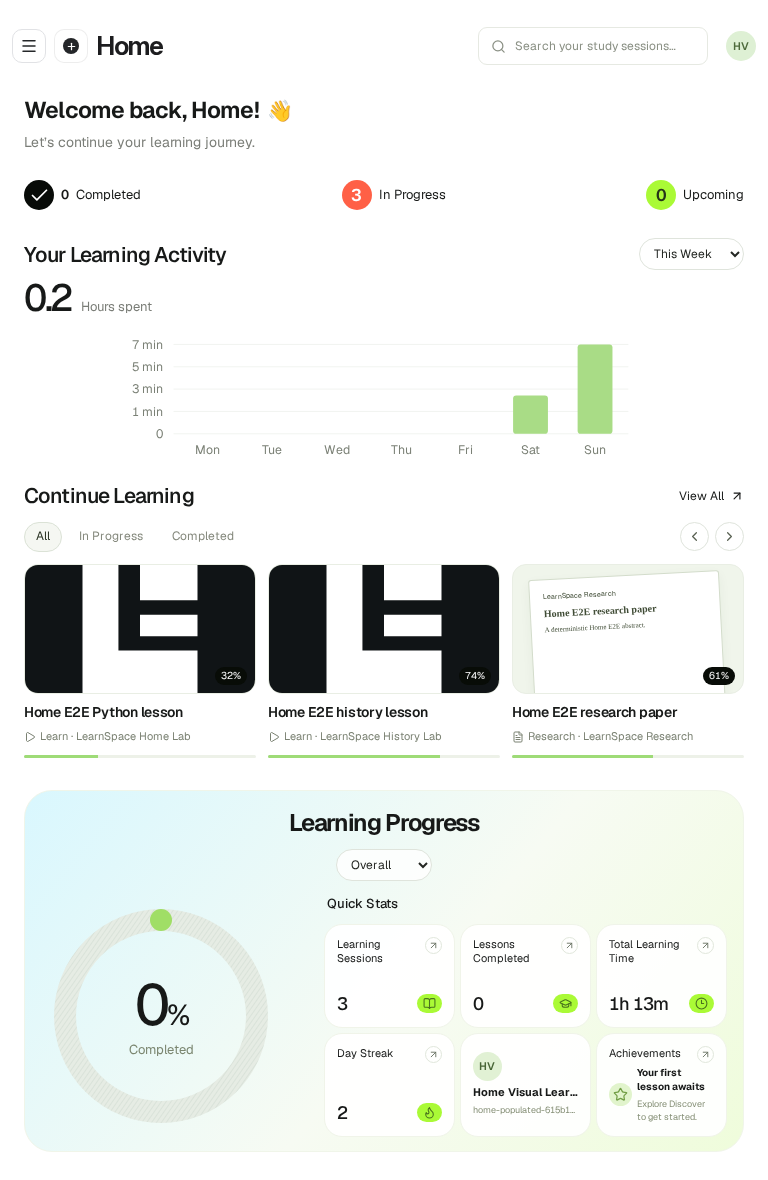 Home
Search your study sessions...
HV
Welcome back, Home! 👋
Let's continue your learning journey.
0 Completed
3 In Progress
0 Upcoming
Your Learning Activity
This Week
0.2 Hours spent
7 min
5 min
3 min
1 min
0
Mon Tue Wed Thu Fri Sat Sun
Continue Learning
View All
All In Progress Completed
32%
74%
LearnSpace Research
Home E2E research paper
A deterministic Home E2E abstract.
61%
Home E2E Python lesson
Learn · LearnSpace Home Lab
Home E2E history lesson
Learn · LearnSpace History Lab
Home E2E research paper
Research · LearnSpace Research
Learning Progress
Overall
0%
Completed
Quick Stats
Learning
Sessions
3
Lessons
Completed
0
Total Learning
Time
1h 13m
Day Streak
2
HV
Home Visual Lear...
home-populated-615b1...
Achievements
Your first
lesson awaits
Explore Discover
to get started.